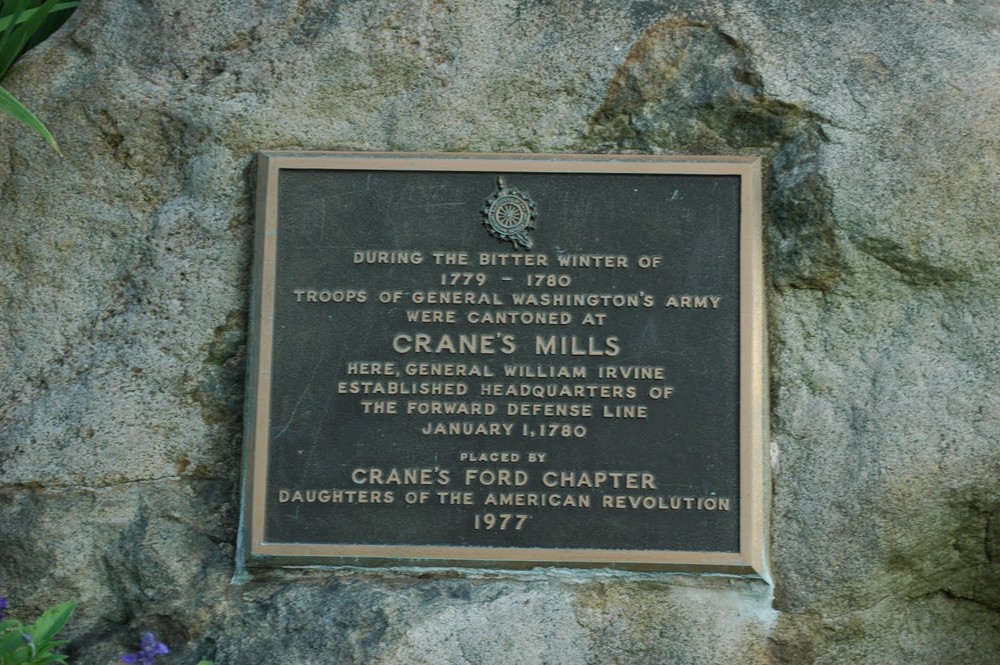 DURING THE BITTER WINTER OF
1779 - 1780
TROOPS OF GENERAL WASHINGTON'S ARMY
WERE CANTONED AT
CRANE'S MILLS
HERE, GENERAL WILLIAM IRVINE
ESTABLISHED HEADQUARTERS OF
THE FORWARD DEFENSE LINE
JANUARY 1, 1780
PLACED BY
CRANE'S FORD CHAPTER
DAUGHTERS OF THE AMERICAN REVOLUTION
1977